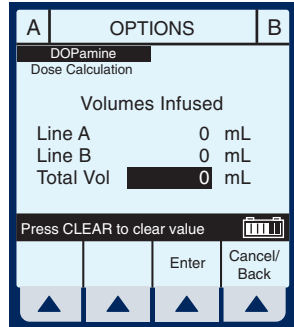 A OPTIONS B
DOPamine
Dose Calculation
Volumes Infused
Line A 0 mL
Line B 0 mL
Total Vol 0 mL
Press CLEAR to clear value
Enter
Cancel/
Back